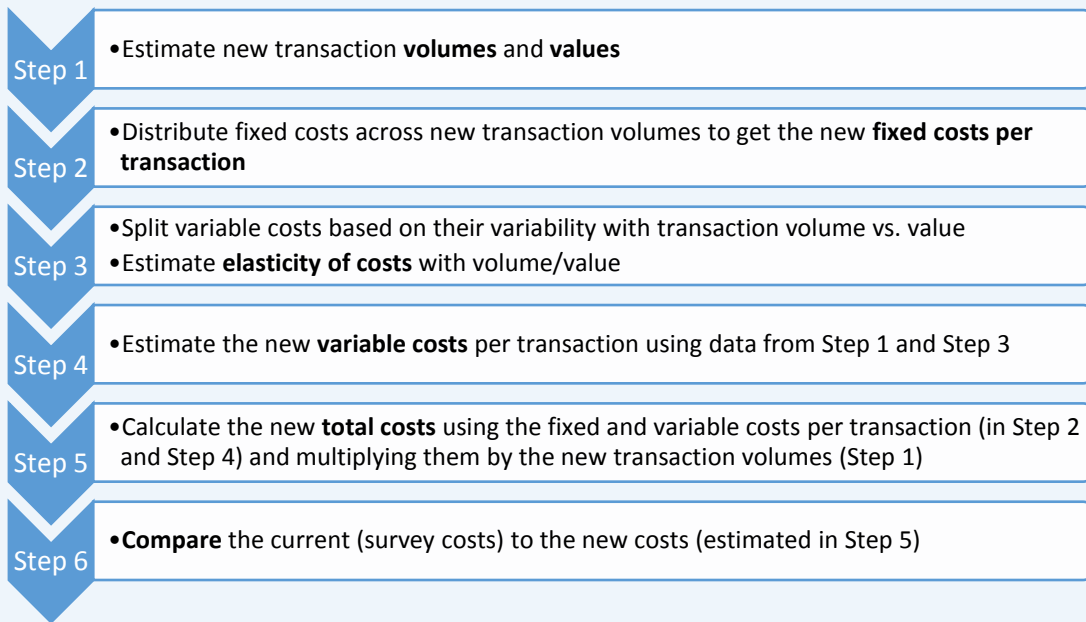 Step 1
•Estimate new transaction volumes and values
Step 2
•Distribute fixed costs across new transaction volumes to get the new fixed costs per
transaction
Step 3
•Split variable costs based on their variability with transaction volume vs. value
•Estimate elasticity of costs with volume/value
Step 4
•Estimate the new variable costs per transaction using data from Step 1 and Step 3
Step 5
•Calculate the new total costs using the fixed and variable costs per transaction (in Step 2
and Step 4) and multiplying them by the new transaction volumes (Step 1)
Step 6
•Compare the current (survey costs) to the new costs (estimated in Step 5)